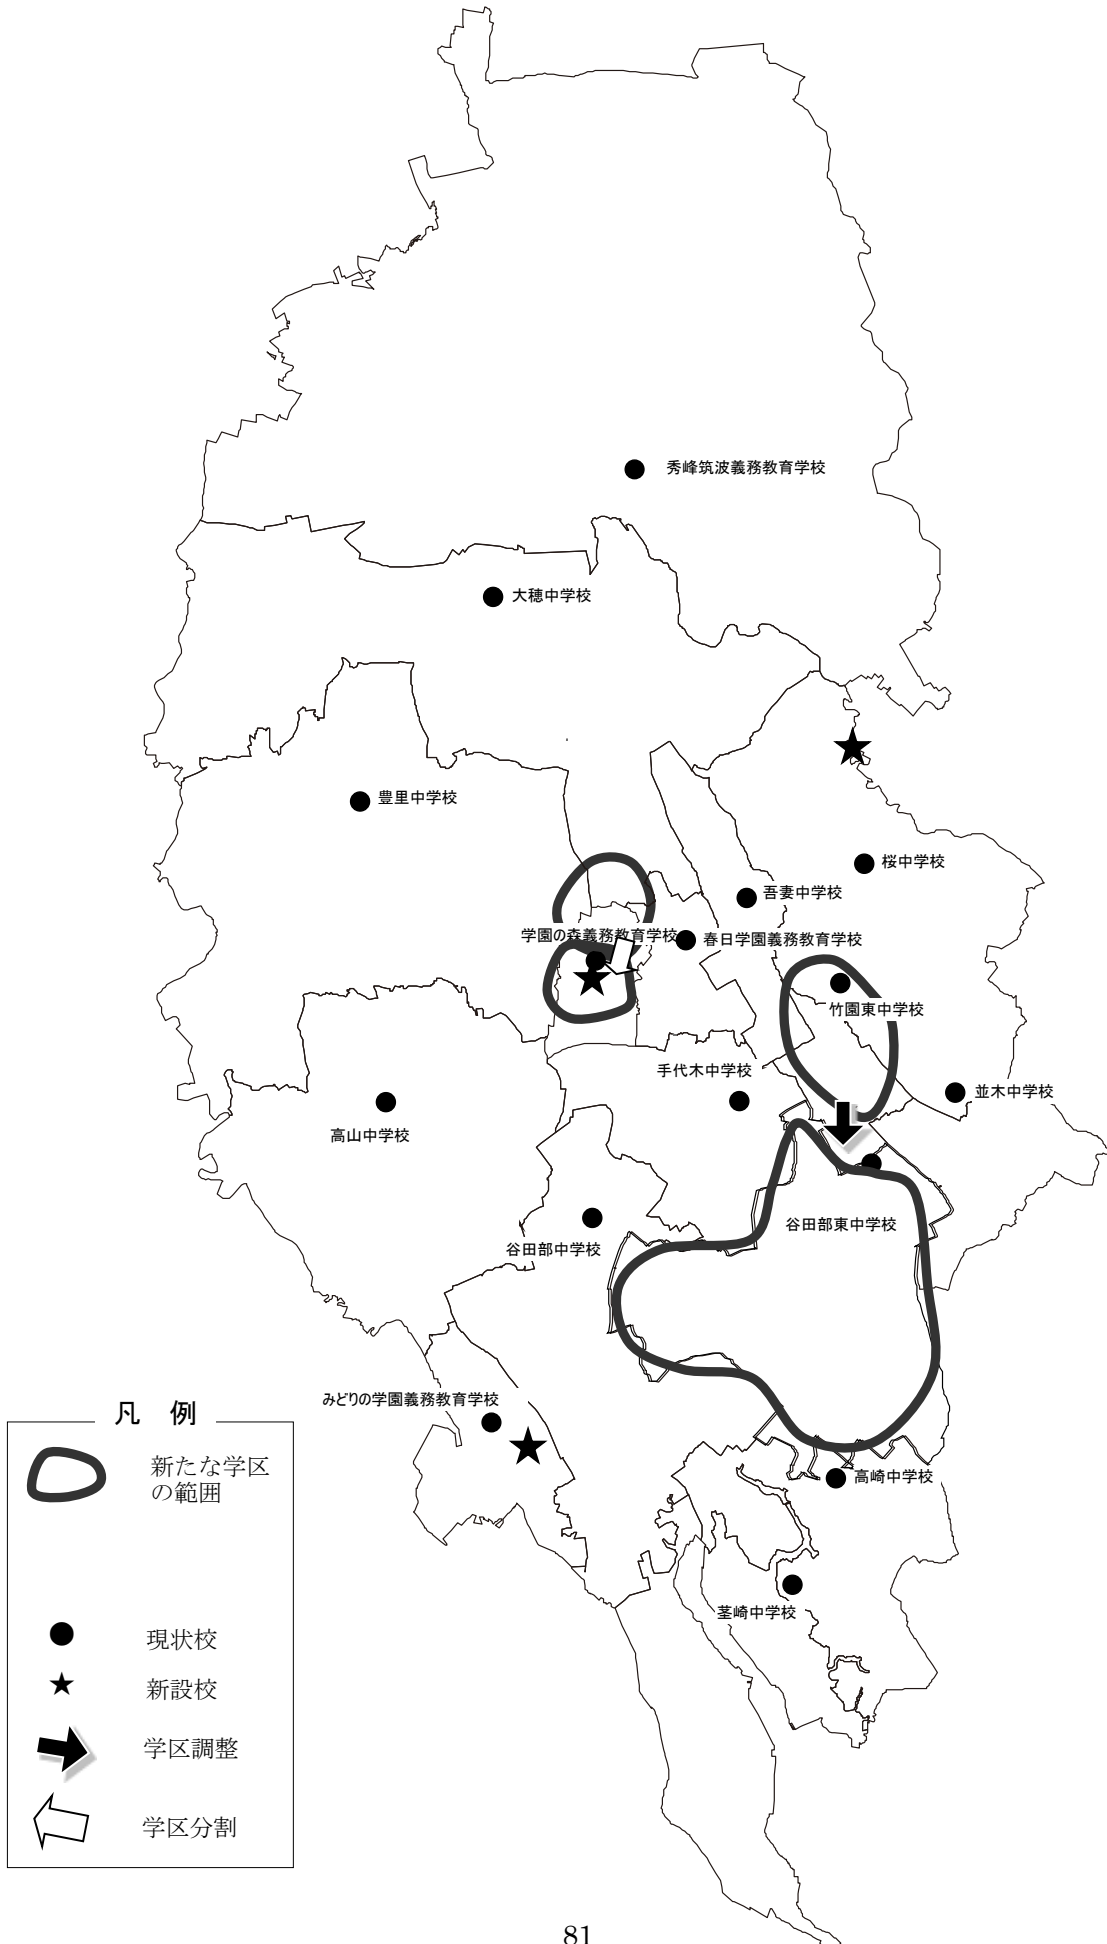 秀峰筑波義務教育学校
大穂中学校
豊里中学校
桜中学校
吾妻中学校
学園の森義務教育学校
春日学園義務教育学校
竹園東中学校
手代木中学校
並木中学校
高山中学校
谷田部東中学校
谷田部中学校
みどりの学園義務教育学校
高崎中学校
茎崎中学校
凡 例
新たな学区
の範囲
現状校
新設校
学区調整
学区分割
81